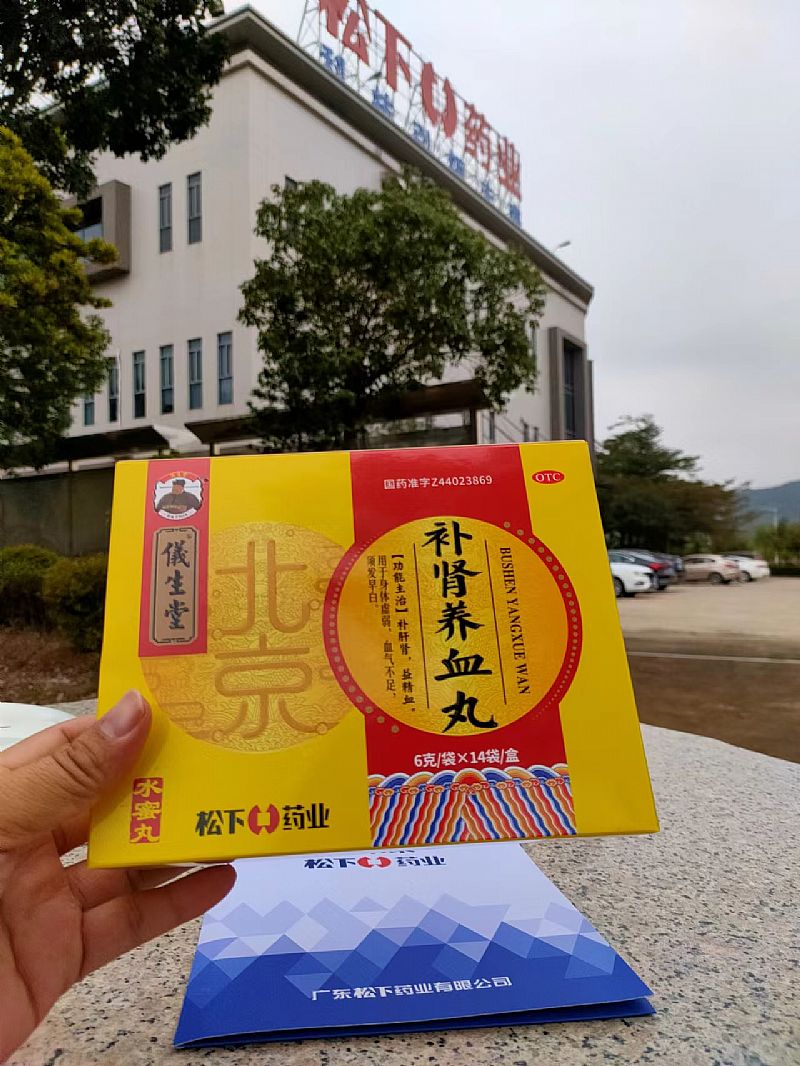 松下药业
国药准字Z44023869
OTC
儀生堂
北京
补肾养血丸
BUSHEN YANGXUE WAN
【功能主治】补肝肾，益精血。
用于身体虚弱，血气不足，
须发早白。
6克/袋×14袋/盒
水蜜丸
松下药业
松下药业
广东松下药业有限公司